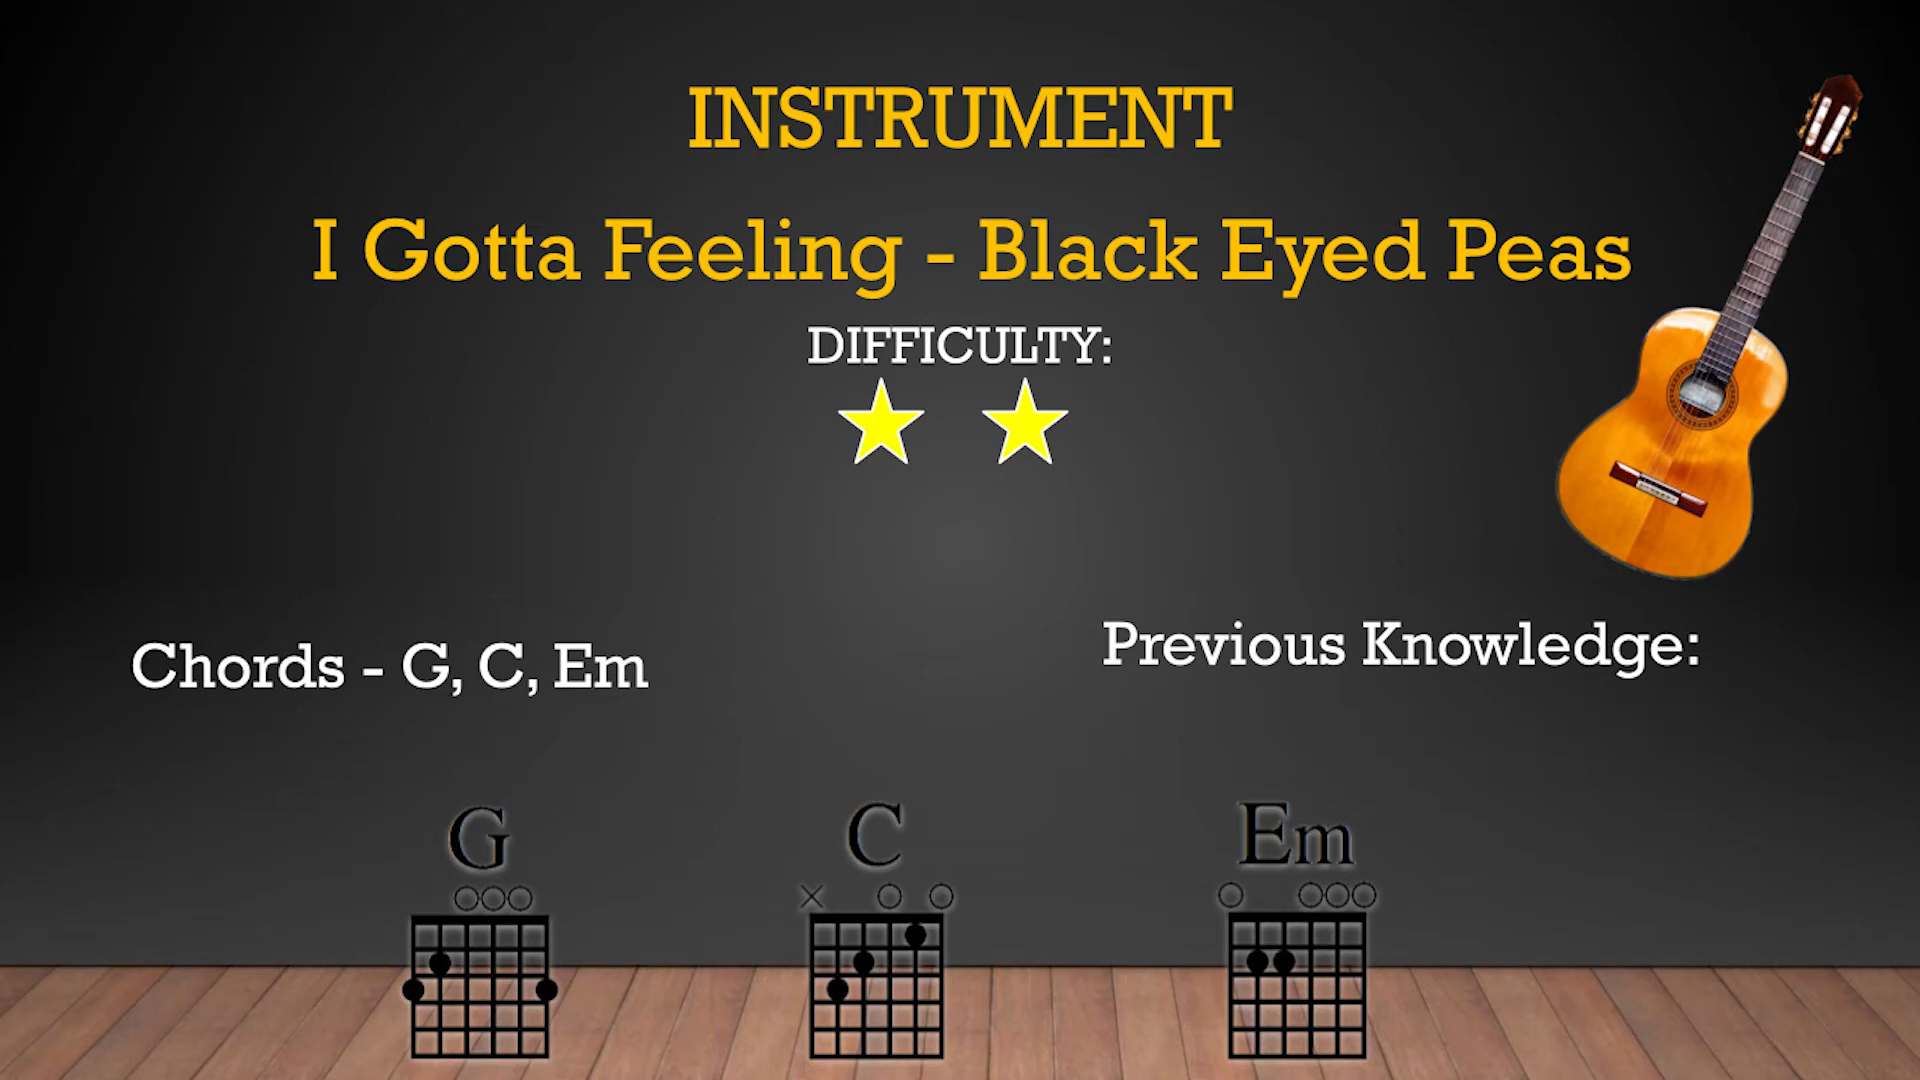 INSTRUMENT
I Gotta Feeling - Black Eyed Peas
DIFFICULTY:
Previous Knowledge:
Chords - G, C, Em
G C Em